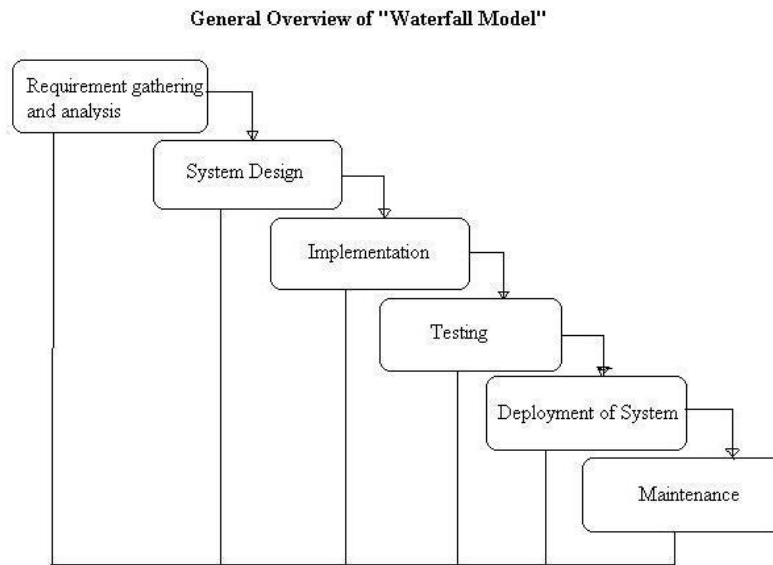 General Overview of "Waterfall Model"
Requirement gathering
and analysis
System Design
Implementation
Testing
Deployment of System
Maintenance